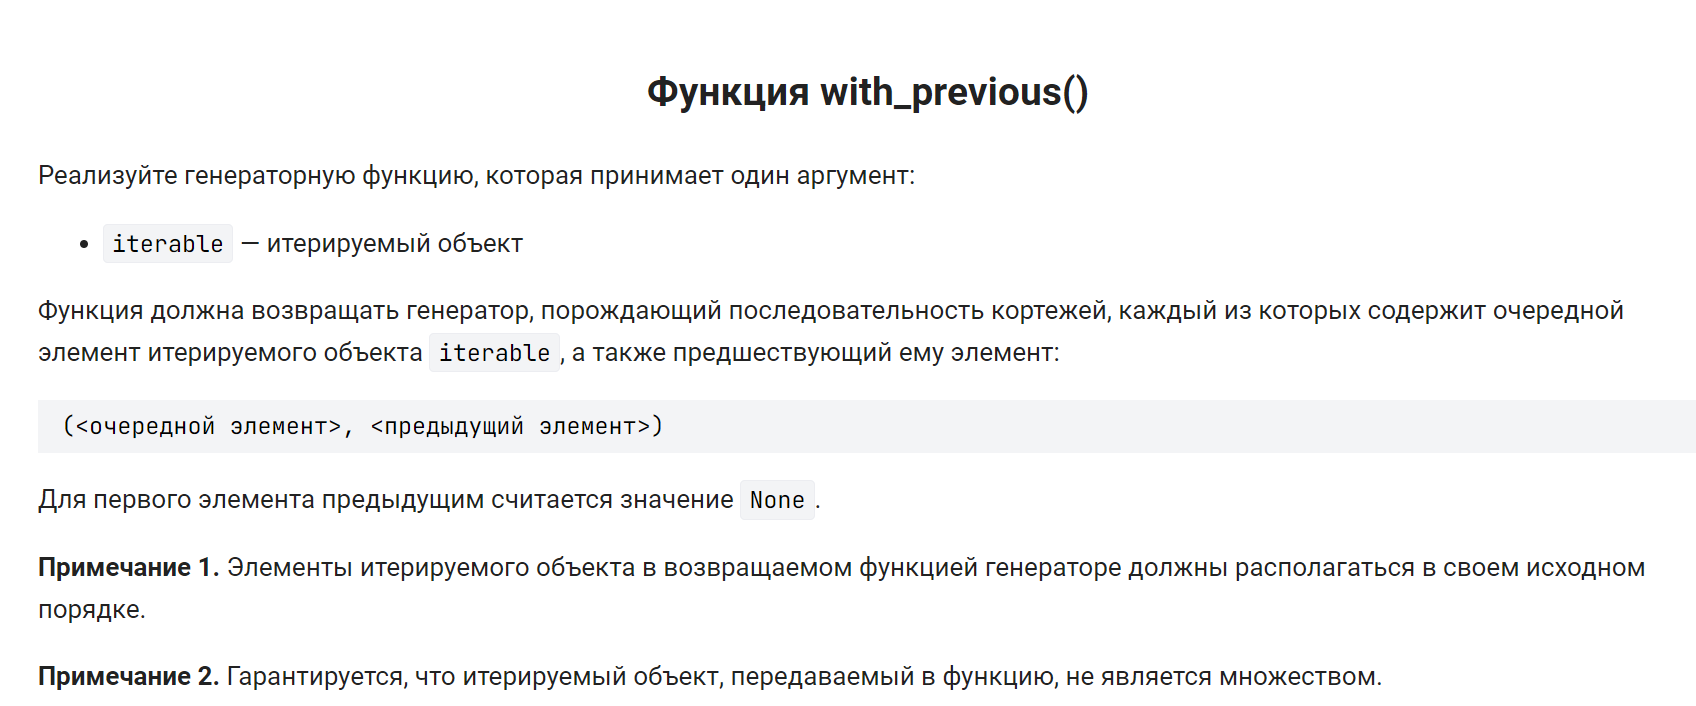 Функция with_previous()
Реализуйте генераторную функцию, которая принимает один аргумент:
• iterable — итерируемый объект
Функция должна возвращать генератор, порождающий последовательность кортежей, каждый из которых содержит очередной
элемент итерируемого объекта iterable, а также предшествующий ему элемент:
(<очередной элемент>, <предыдущий элемент>)
Для первого элемента предыдущим считается значение None.
Примечание 1. Элементы итерируемого объекта в возвращаемом функцией генераторе должны располагаться в своем исходном
порядке.
Примечание 2. Гарантируется, что итерируемый объект, передаваемый в функцию, не является множеством.